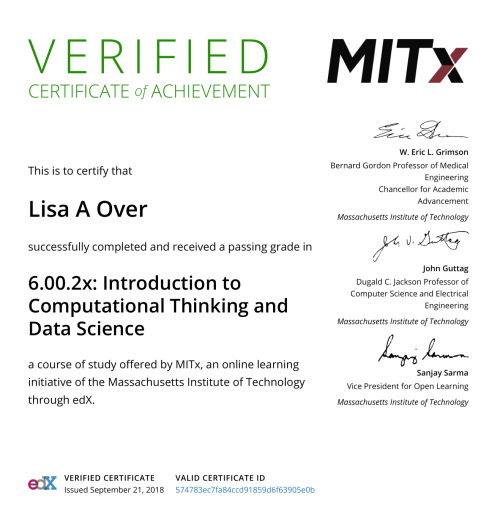 VERIFIED
CERTIFICATE of ACHIEVEMENT
MITx
This is to certify that
Lisa A Over
successfully completed and received a passing grade in
6.00.2x: Introduction to
Computational Thinking and
Data Science
a course of study offered by MITx, an online learning
initiative of the Massachusetts Institute of Technology
through edX.
W. Eric L. Grimson
Bernard Gordon Professor of Medical
Engineering
Chancellor for Academic
Advancement
Massachusetts Institute of Technology
John V. Guttag
John Guttag
Dugald C. Jackson Professor of
Computer Science and Electrical
Engineering
Massachusetts Institute of Technology
Sanjay Sarma
Sanjay Sarma
Vice President for Open Learning
Massachusetts Institute of Technology
edX
VERIFIED CERTIFICATE
Issued September 21, 2018
VALID CERTIFICATE ID
574783ec7fa84ccd91859d6f63905e0b